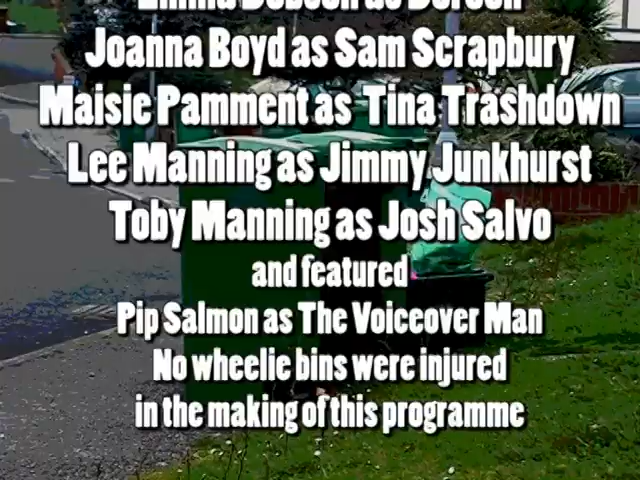 Joanna Boyd as Sam Scrapbury
Maisie Pamment as Tina Trashdown
Lee Manning as Jimmy Junkhurst
Toby Manning as Josh Salvo
and featured
Pip Salmon as The Voiceover Man
No wheelie bins were injured
in the making of this programme